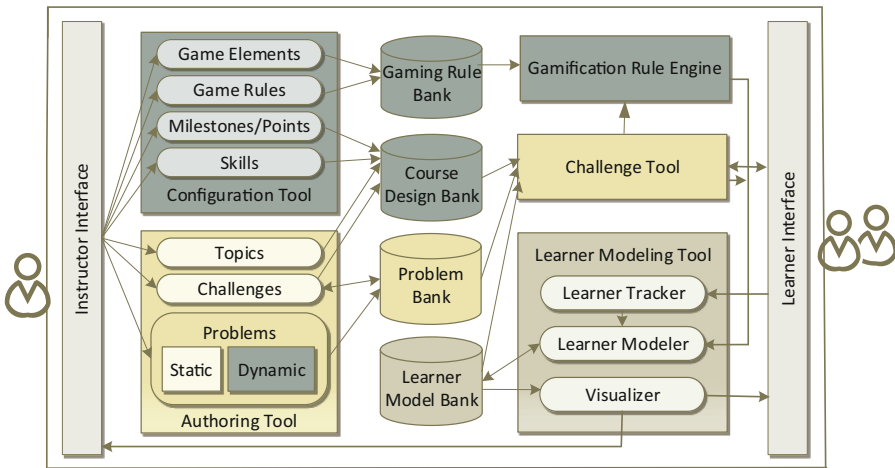 Instructor Interface
Game Elements
Game Rules
Milestones/Points
Skills
Configuration Tool
Topics
Challenges
Problems
Static
Dynamic
Authoring Tool
Gaming Rule
Bank
Course
Design Bank
Problem
Bank
Learner
Model Bank
Gamification Rule Engine
Challenge Tool
Learner Modeling Tool
Learner Tracker
Learner Modeler
Visualizer
Learner Interface